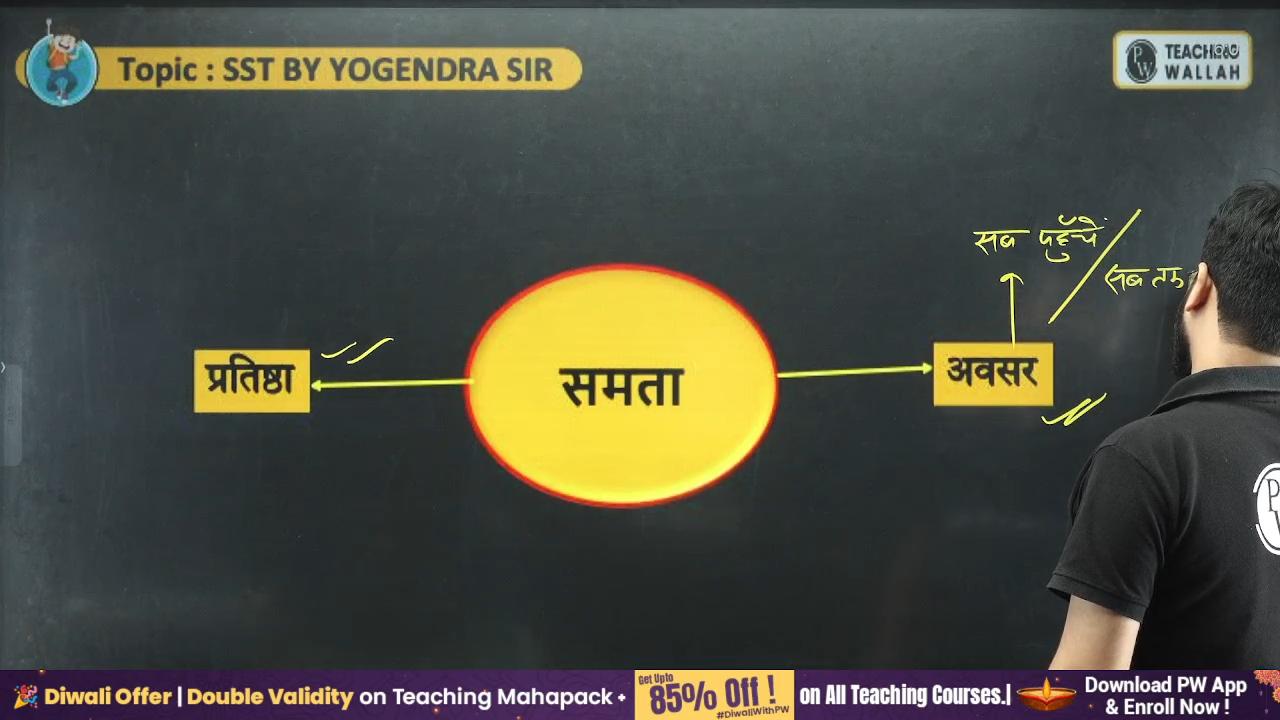 Topic : SST BY YOGENDRA SIR
PW TEACHING
WALLAH
सब पहुँचें
सब तक
प्रतिष्ठा
समता
अवसर
Diwali Offer | Double Validity on Teaching Mahapack +
Get Upto
85% Off !
#DiwaliWithPW
on All Teaching Courses.|
Download PW App
& Enroll Now !